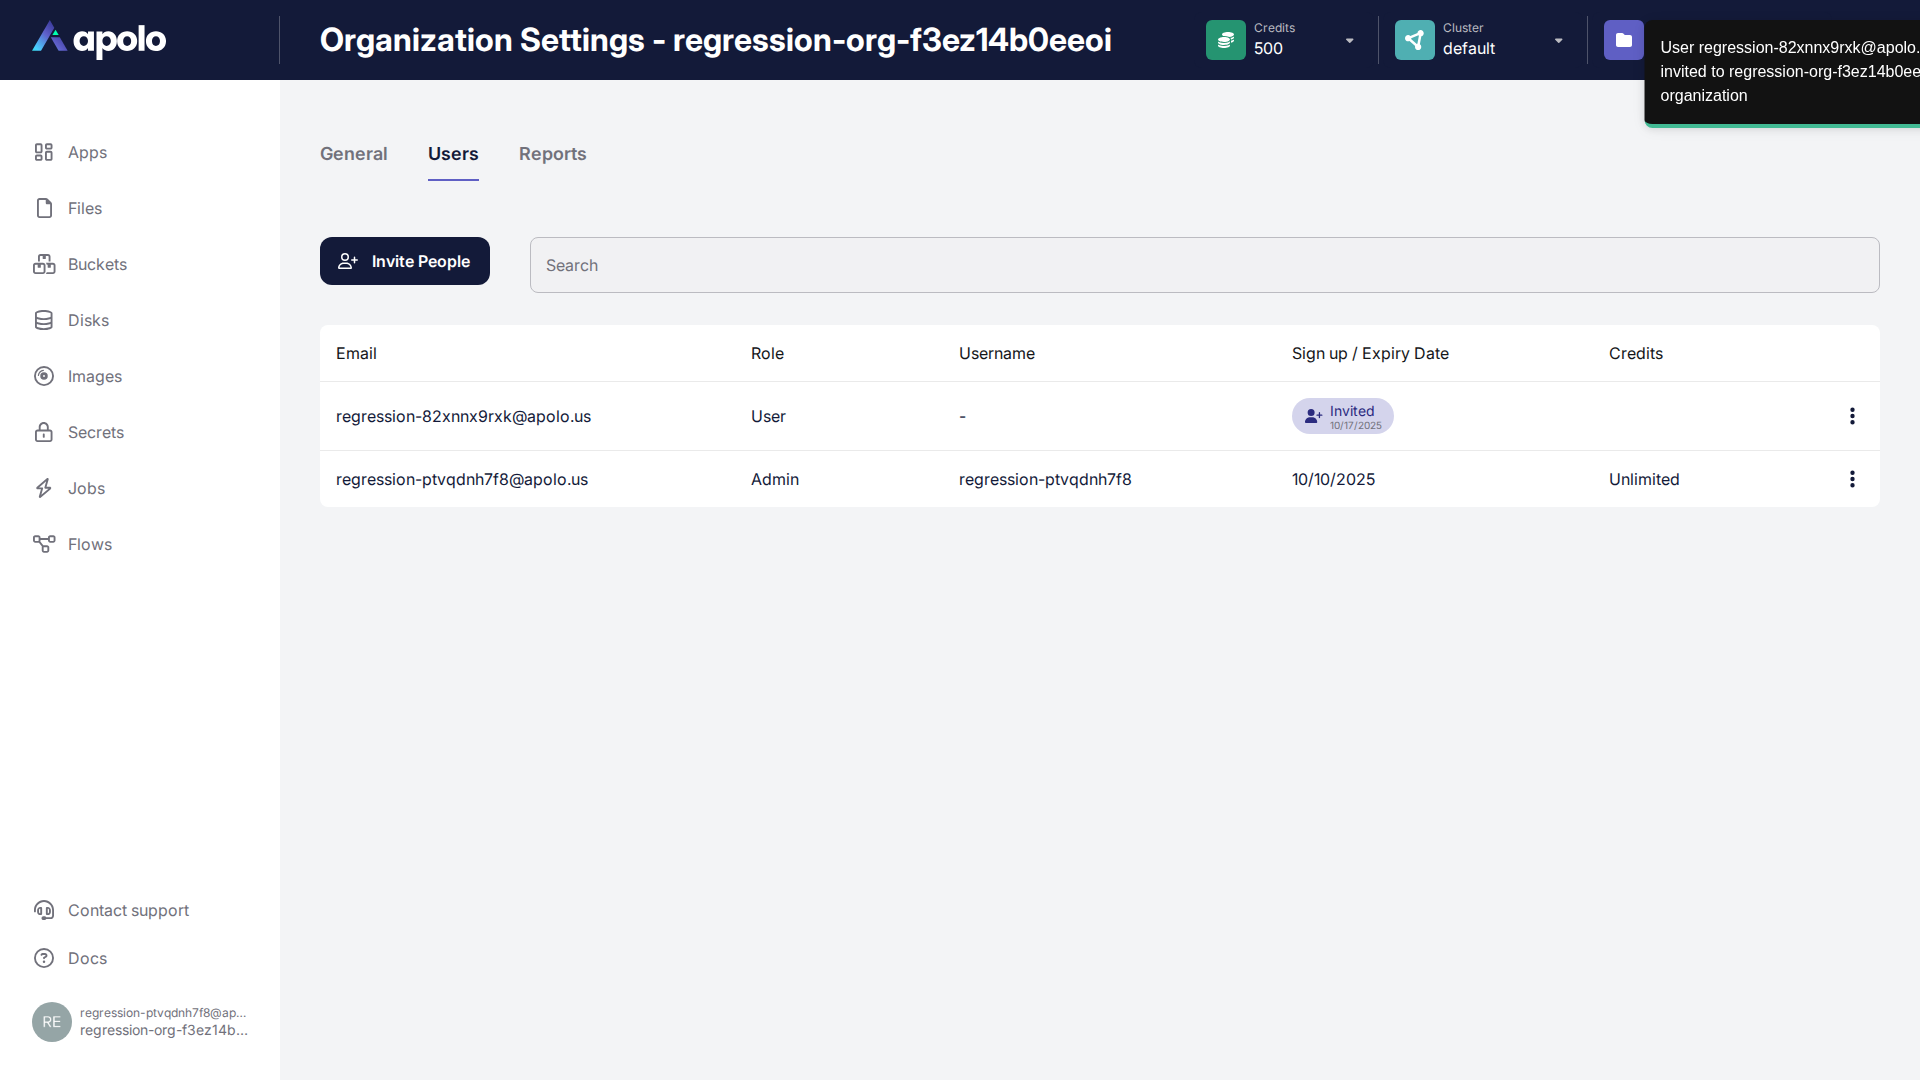 apolo
Organization Settings - regression-org-f3ez14b0eeoi
Credits
500
Cluster
default
User regression-82xnnx9rxk@apolo.
invited to regression-org-f3ez14b0ee
organization
Apps
Files
Buckets
Disks
Images
Secrets
Jobs
Flows
General
Users
Reports
Invite People
Search
Email Role Username Sign up / Expiry Date Credits
regression-82xnnx9rxk@apolo.us User - Invited
10/17/2025
regression-ptvqdnh7f8@apolo.us Admin regression-ptvqdnh7f8 10/10/2025 Unlimited
Contact support
Docs
RE
regression-ptvqdnh7f8@ap...
regression-org-f3ez14b...